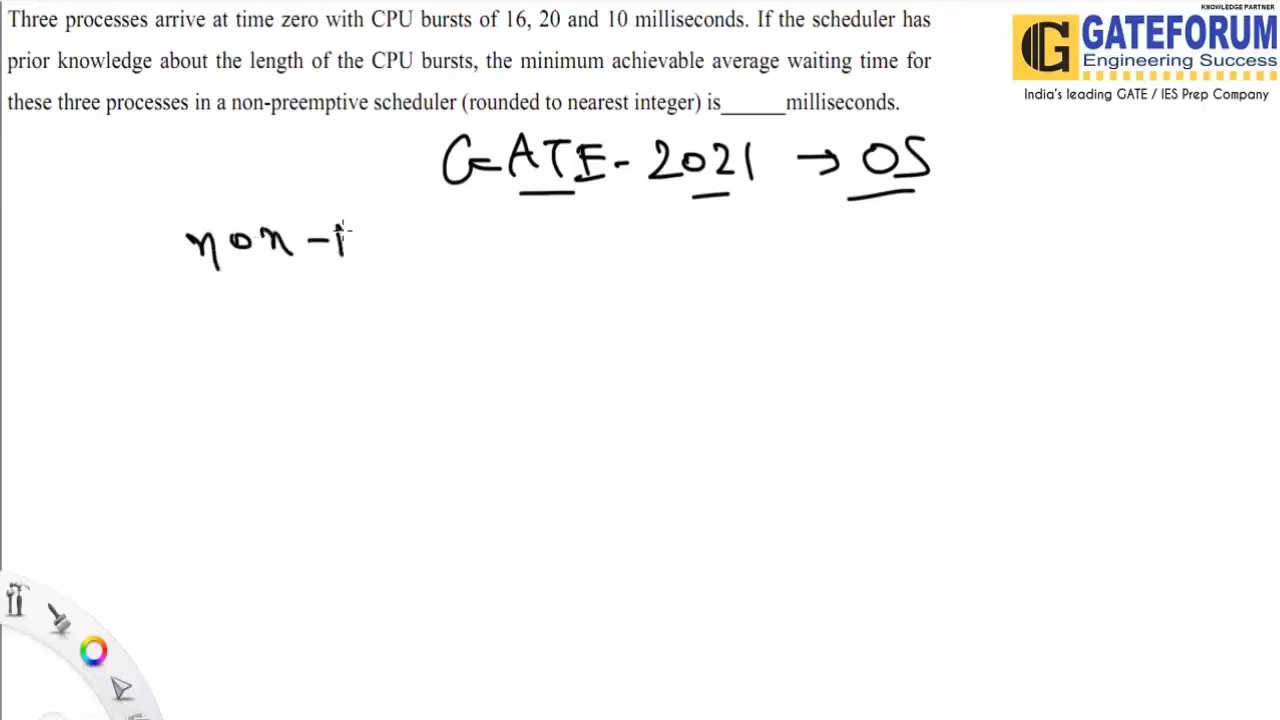 Three processes arrive at time zero with CPU bursts of 16, 20 and 10 milliseconds. If the scheduler has
prior knowledge about the length of the CPU bursts, the minimum achievable average waiting time for
these three processes in a non-preemptive scheduler (rounded to nearest integer) is_____milliseconds.
KNOWLEDGE PARTNER
GATEFORUM
Engineering Success
India's leading GATE / IES Prep Company
GATE-2021 → OS
non-